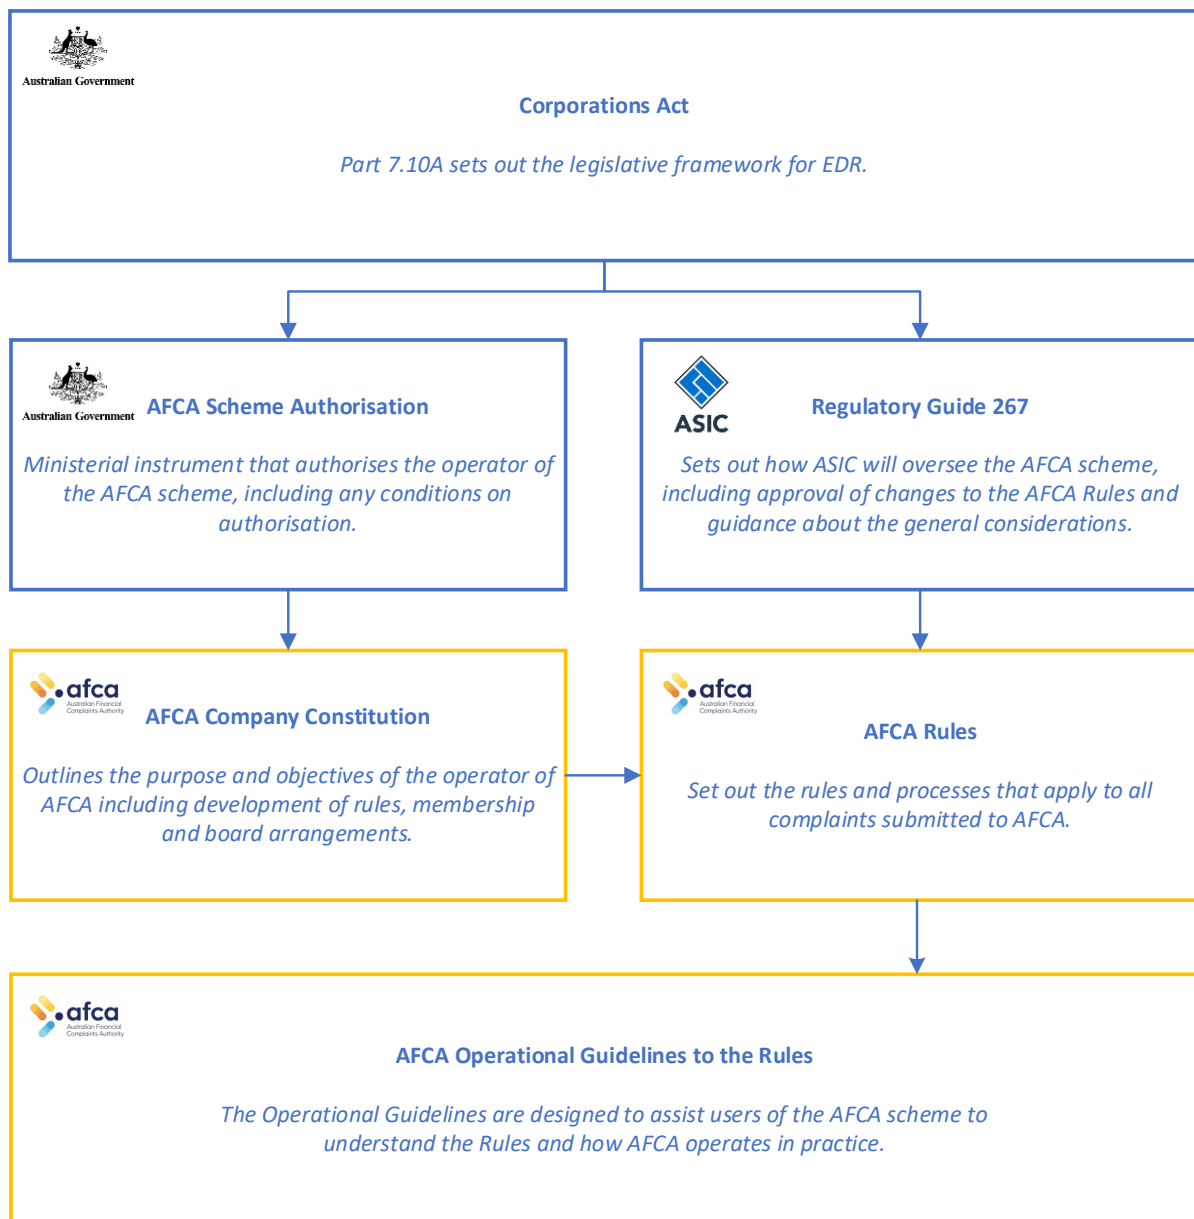 Australian Government
Corporations Act
Part 7.10A sets out the legislative framework for EDR.
Australian Government
AFCA Scheme Authorisation
Ministerial instrument that authorises the operator of
the AFCA scheme, including any conditions on
authorisation.
ASIC
Regulatory Guide 267
Sets out how ASIC will oversee the AFCA scheme,
including approval of changes to the AFCA Rules and
guidance about the general considerations.
afca
Australian Financial
Complaints Authority
AFCA Company Constitution
Outlines the purpose and objectives of the operator of
AFCA including development of rules, membership
and board arrangements.
afca
Australian Financial
Complaints Authority
AFCA Rules
Set out the rules and processes that apply to all
complaints submitted to AFCA.
afca
Australian Financial
Complaints Authority
AFCA Operational Guidelines to the Rules
The Operational Guidelines are designed to assist users of the AFCA scheme to
understand the Rules and how AFCA operates in practice.